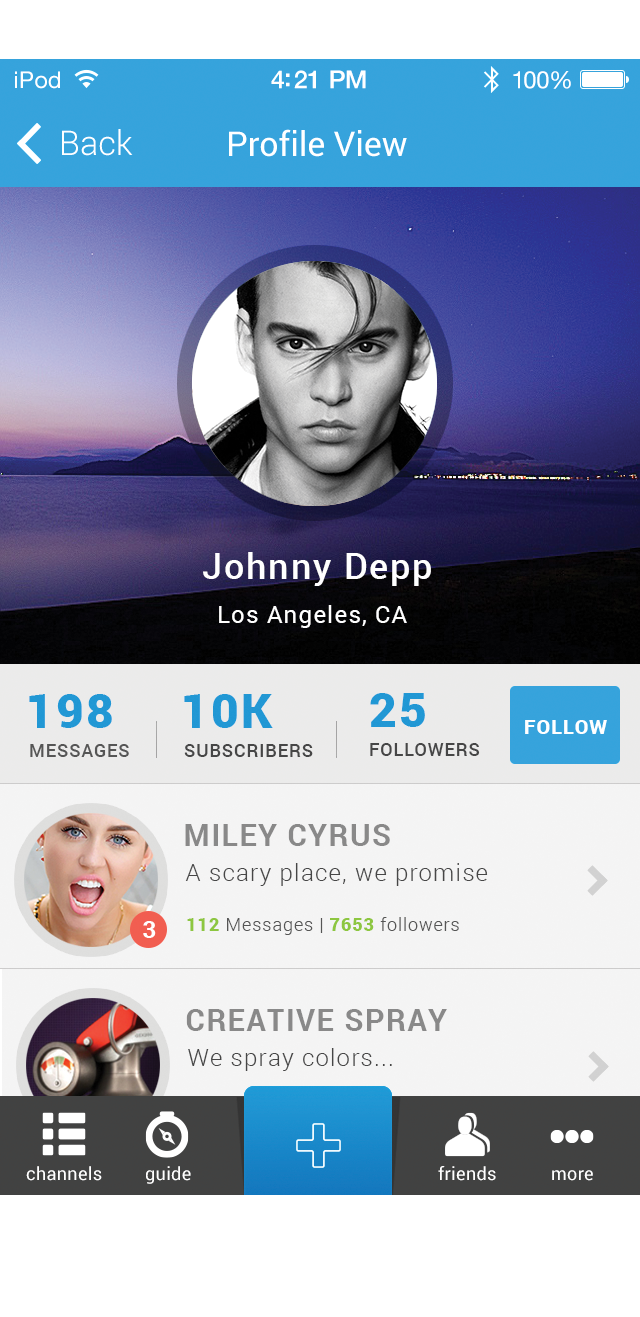 iPod 4:21 PM 100%
Back Profile View
Johnny Depp
Los Angeles, CA
198 10K 25
MESSAGES SUBSCRIBERS FOLLOWERS FOLLOW
MILEY CYRUS
A scary place, we promise
3
112 Messages | 7653 followers
CREATIVE SPRAY
We spray colors...
channels guide friends more